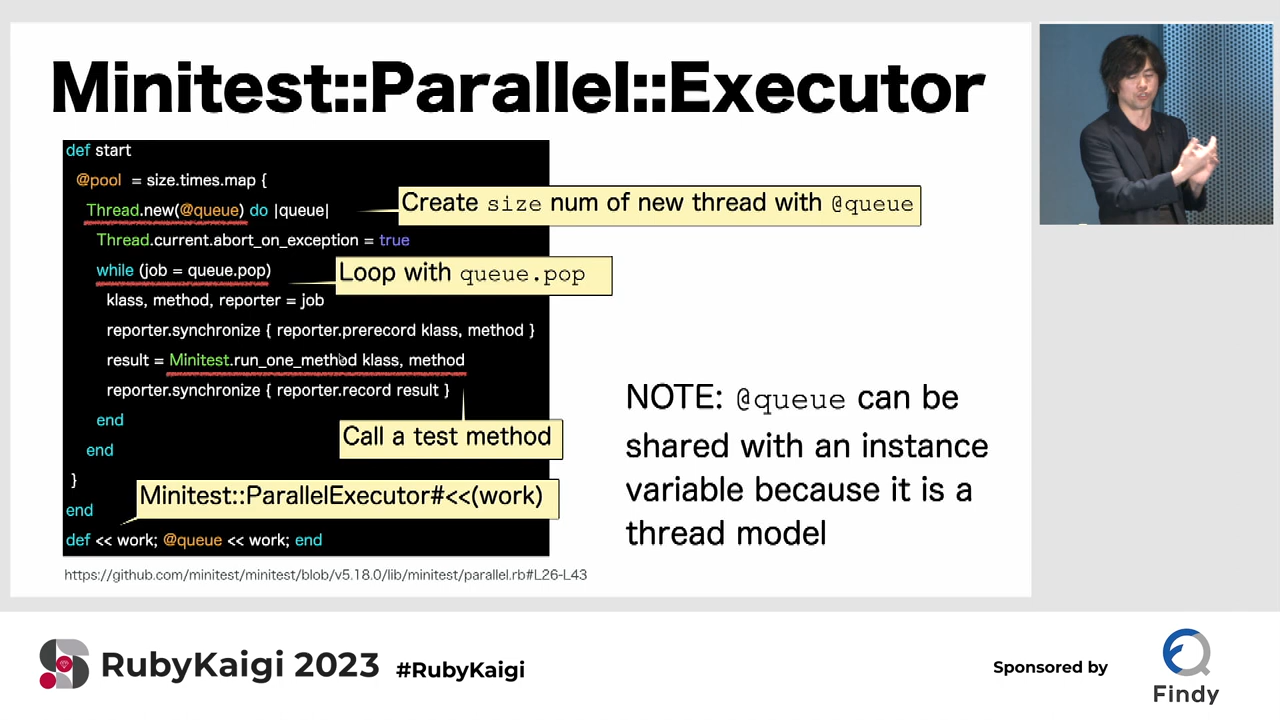 Minitest::Parallel::Executor
def start
@pool = size.times.map {
Thread.new(@queue) do |queue|
Create size num of new thread with @queue
Thread.current.abort_on_exception = true
while (job = queue.pop)
Loop with queue.pop
klass, method, reporter = job
reporter.synchronize { reporter.prerecord klass, method }
result = Minitest.run_one_method klass, method
reporter.synchronize { reporter.record result }
Call a test method
end
end
}
end
Minitest::ParallelExecutor#<<(work)
def << work; @queue << work; end
NOTE: @queue can be
shared with an instance
variable because it is a
thread model
https://github.com/minitest/minitest/blob/v5.18.0/lib/minitest/parallel.rb#L26-L43
RubyKaigi 2023 #RubyKaigi
Sponsored by
Findy